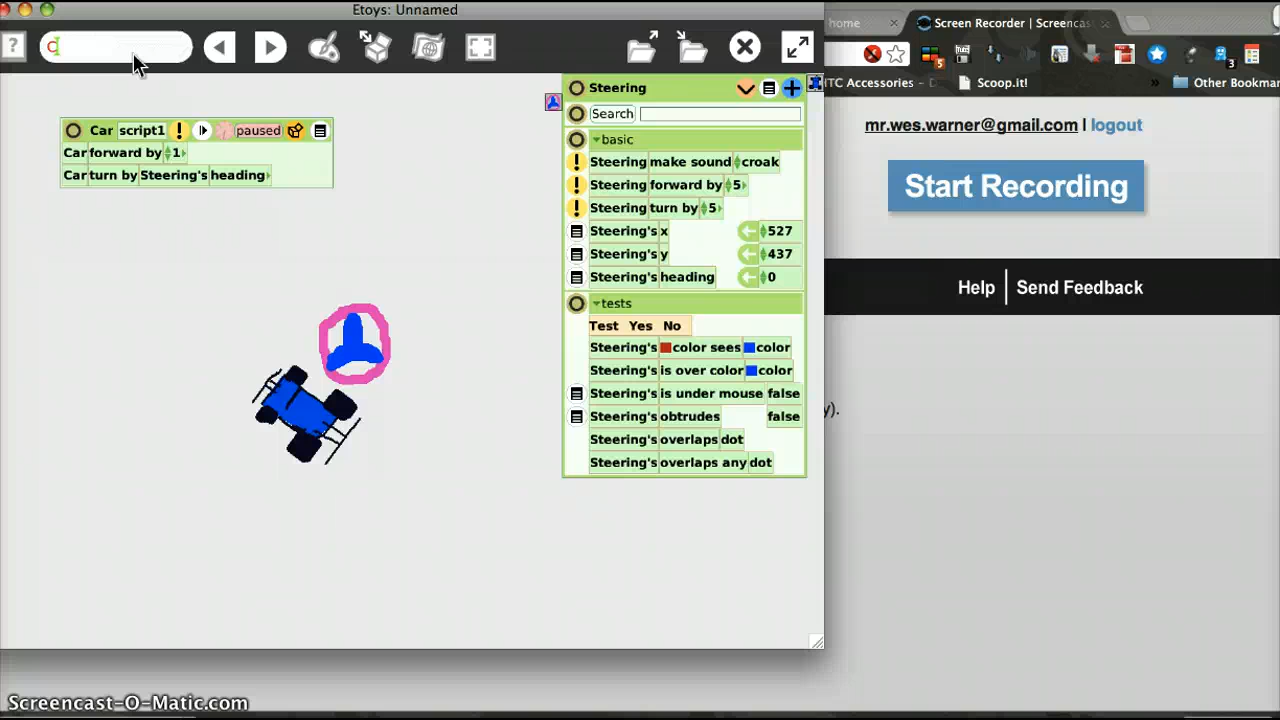 Etoys: Unnamed
?
C
home
Screen Recorder | Screencas
5
3
ITC Accessories
Scoop.it!
»
Other Bookmar
mr.wes.warner@gmail.com | logout
Start Recording
Help
Send Feedback
y).
Car script1 ! paused
Car forward by 1
Car turn by Steering's heading
Steering
Search
basic
! Steering make sound croak
! Steering forward by 5
! Steering turn by 5
Steering's x 527
Steering's y 437
Steering's heading 0
tests
Test Yes No
Steering's color sees color
Steering's is over color color
Steering's is under mouse false
Steering's obtrudes false
Steering's overlaps dot
Steering's overlaps any dot
Screencast-O-Matic.com